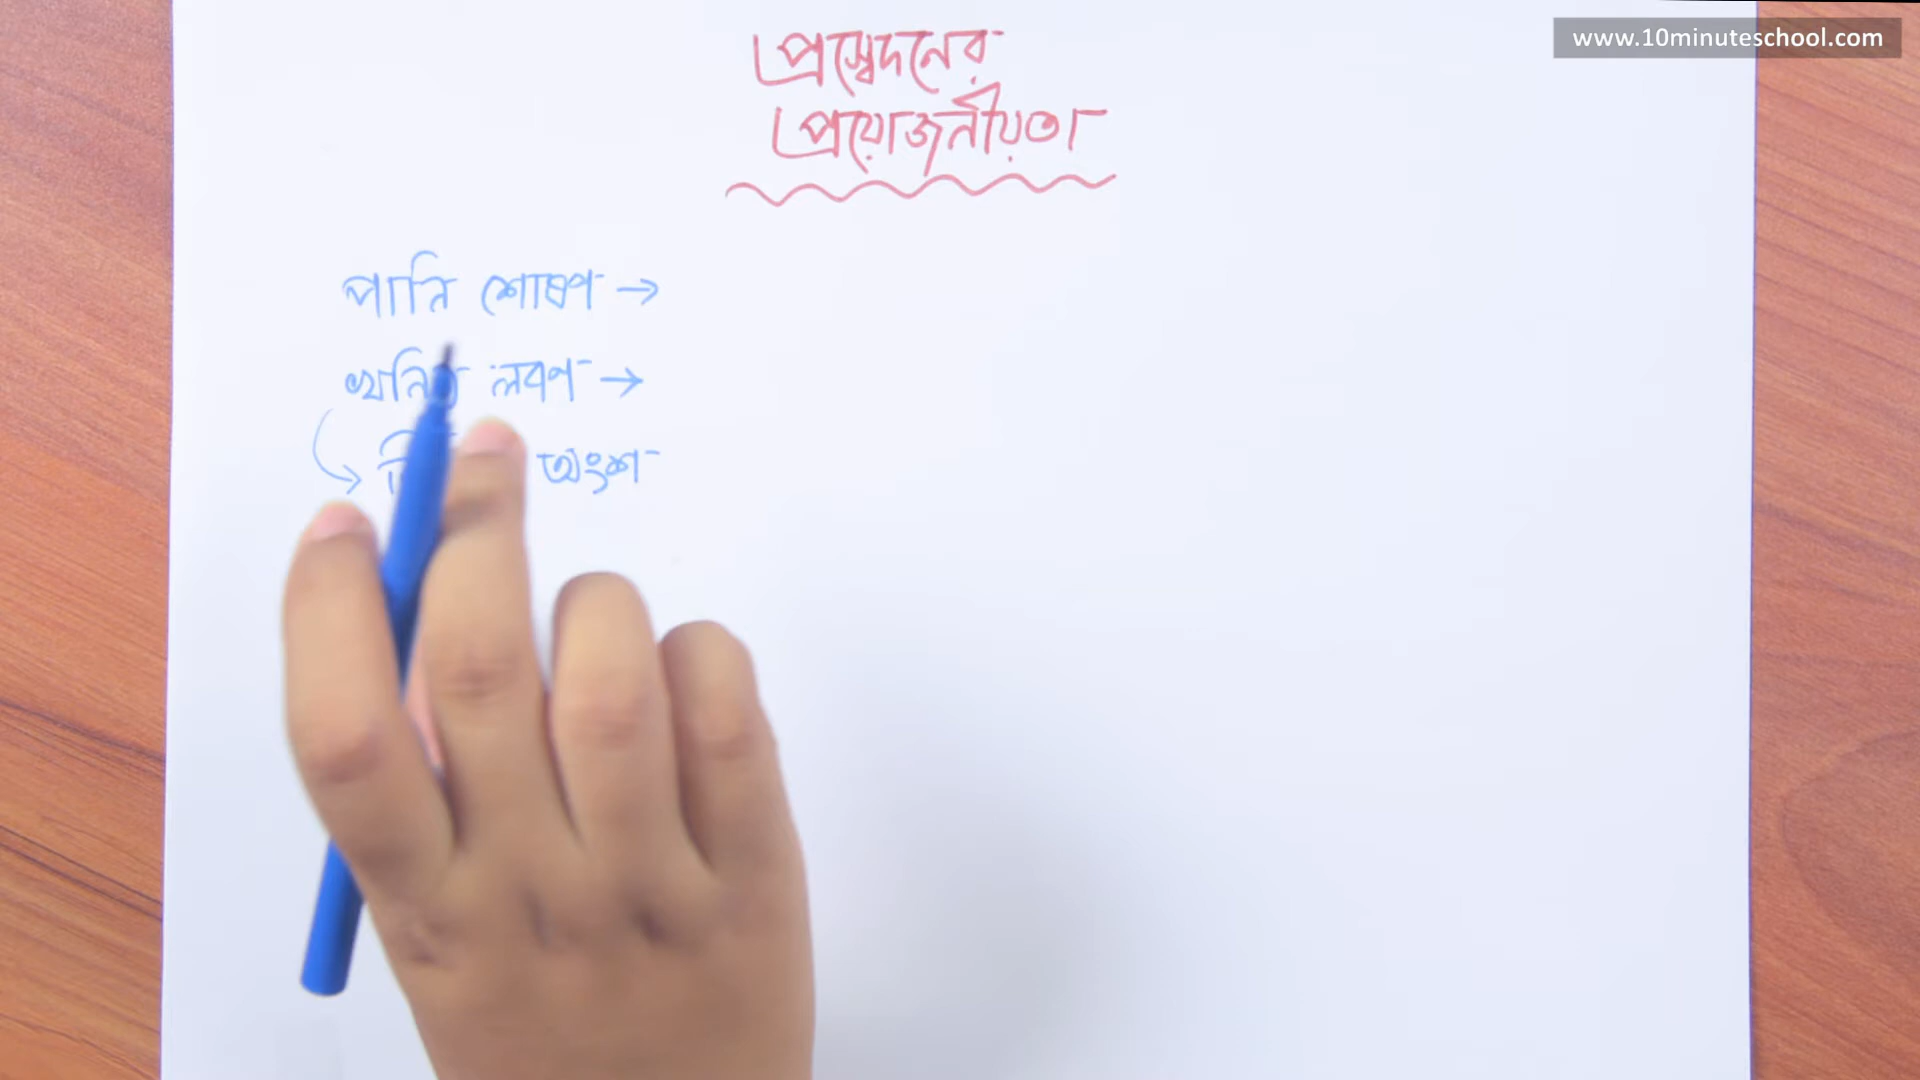 www.10minuteschool.com
প্রস্বেদনের
প্রয়োজনীয়তা
পানি শোষণ →
খনিজ লবণ →
অংশ